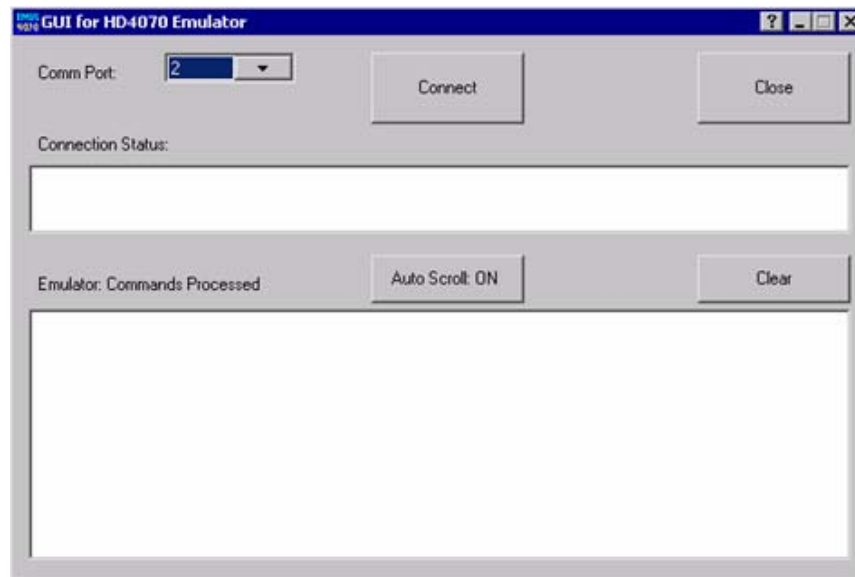 GUI for HD4070 Emulator
Comm Port: 2 Connect Close
Connection Status:
Emulator: Commands Processed Auto Scroll: ON Clear